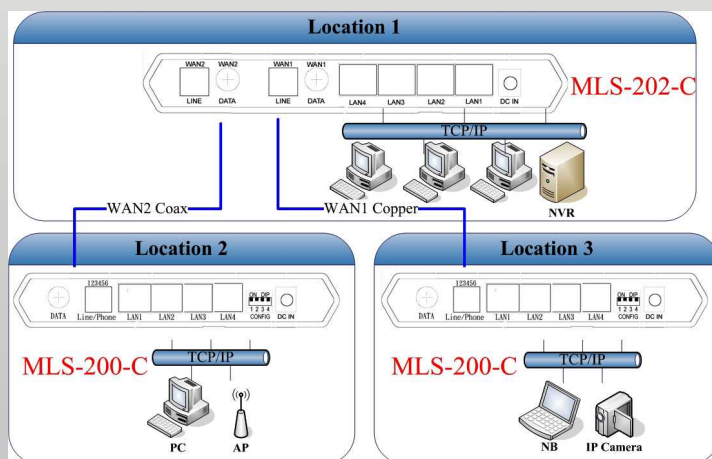 Location 1
WAN2 WAN2 WAN1 WAN1
LINE DATA LINE DATA LAN4 LAN3 LAN2 LAN1 DC IN
MLS-202-C
TCP/IP
NVR
WAN2 Coax
WAN1 Copper
Location 2
123456
ON DIP
1 2 3 4
DATA Line/Phone LAN1 LAN2 LAN3 LAN4 CONFIG DC IN
MLS-200-C
TCP/IP
PC AP
Location 3
123456
ON DIP
1 2 3 4
DATA Line/Phone LAN1 LAN2 LAN3 LAN4 CONFIG DC IN
MLS-200-C
TCP/IP
NB IP Camera